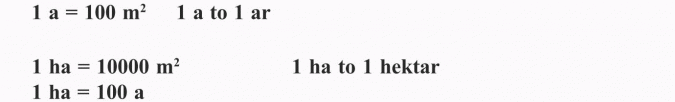 1 a = 100 m² 1 a to 1 ar
1 ha = 10000 m² 1 ha to 1 hektar
1 ha = 100 a